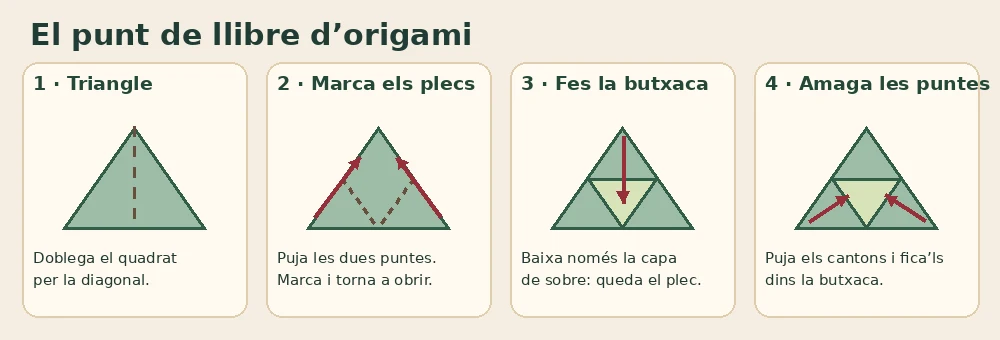 El punt de llibre d’origami
1 · Triangle
Doblega el quadrat
per la diagonal.
2 · Marca els plecs
Puja les dues puntes.
Marca i torna a obrir.
3 · Fes la butxaca
Baixa només la capa
de sobre: queda el plec.
4 · Amaga les puntes
Puja els cantons i fica’ls
dins la butxaca.